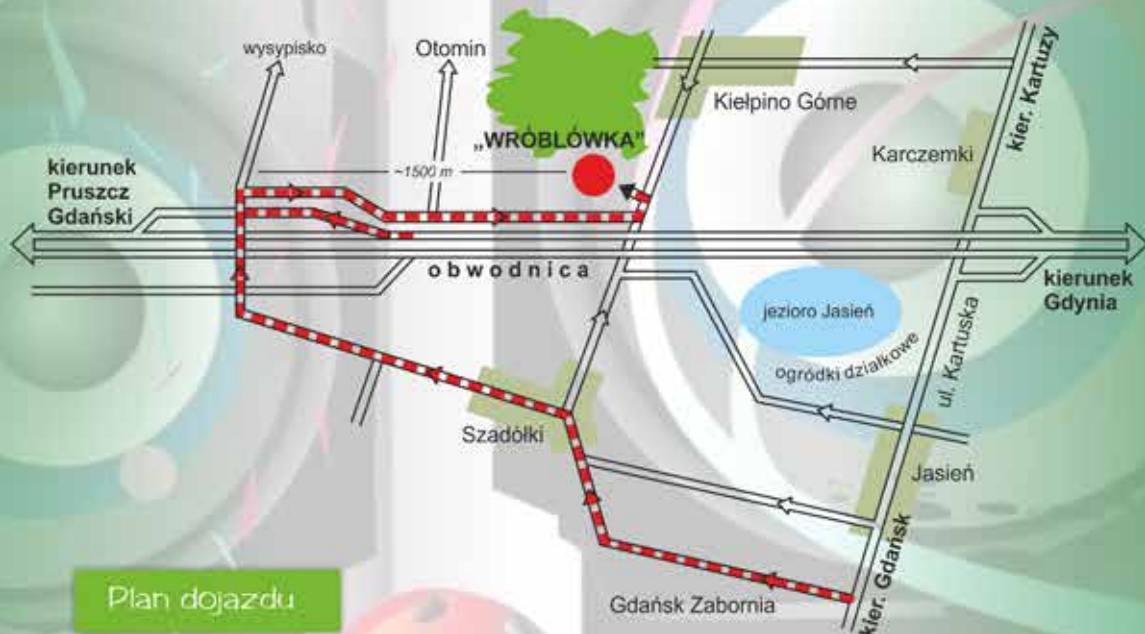 wysypisko
Otomin
Kiełpino Górne
kier. Kartuzy
„WRÓBLÓWKA”
Karczemki
kierunek
Pruszcz
Gdański
~1500 m
obwodnica
kierunek
Gdynia
jezioro Jasień
ogródki działkowe
ul. Kartuska
Szadółki
Jasień
kier. Gdańsk
Plan dojazdu
Gdańsk Zabornia